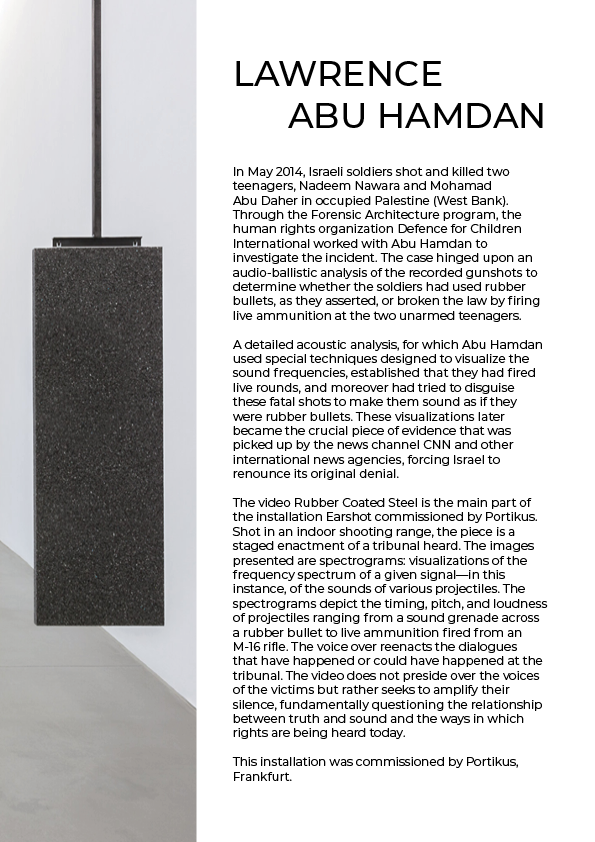 LAWRENCE
ABU HAMDAN
In May 2014, Israeli soldiers shot and killed two
teenagers, Nadeem Nawara and Mohamad
Abu Daher in occupied Palestine (West Bank).
Through the Forensic Architecture program, the
human rights organization Defence for Children
International worked with Abu Hamdan to
investigate the incident. The case hinged upon an
audio-ballistic analysis of the recorded gunshots to
determine whether the soldiers had used rubber
bullets, as they asserted, or broken the law by firing
live ammunition at the two unarmed teenagers.
A detailed acoustic analysis, for which Abu Hamdan
used special techniques designed to visualize the
sound frequencies, established that they had fired
live rounds, and moreover had tried to disguise
these fatal shots to make them sound as if they
were rubber bullets. These visualizations later
became the crucial piece of evidence that was
picked up by the news channel CNN and other
international news agencies, forcing Israel to
renounce its original denial.
The video Rubber Coated Steel is the main part of
the installation Earshot commissioned by Portikus.
Shot in an indoor shooting range, the piece is a
staged enactment of a tribunal heard. The images
presented are spectrograms: visualizations of the
frequency spectrum of a given signal—in this
instance, of the sounds of various projectiles. The
spectrograms depict the timing, pitch, and loudness
of projectiles ranging from a sound grenade across
a rubber bullet to live ammunition fired from an
M-16 rifle. The voice over reenacts the dialogues
that have happened or could have happened at the
tribunal. The video does not preside over the voices
of the victims but rather seeks to amplify their
silence, fundamentally questioning the relationship
between truth and sound and the ways in which
rights are being heard today.
This installation was commissioned by Portikus,
Frankfurt.